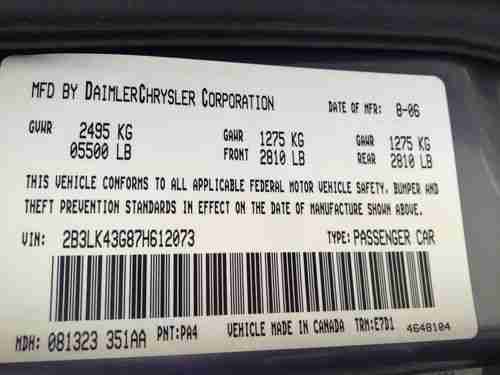 MFD BY DAIMLERCHRYSLER CORPORATION DATE OF MFR: 8-06
GVWR 2495 KG GAWR 1275 KG GAWR 1275 KG
05500 LB FRONT 2810 LB REAR 2810 LB
THIS VEHICLE CONFORMS TO ALL APPLICABLE FEDERAL MOTOR VEHICLE SAFETY, BUMPER AND
THEFT PREVENTION STANDARDS IN EFFECT ON THE DATE OF MANUFACTURE SHOWN ABOVE.
VIN: 2B3LK43G87H612073 TYPE: PASSENGER CAR
MDH: 081323 351AA PNT: PA4 VEHICLE MADE IN CANADA TRM: E7D1 4648104